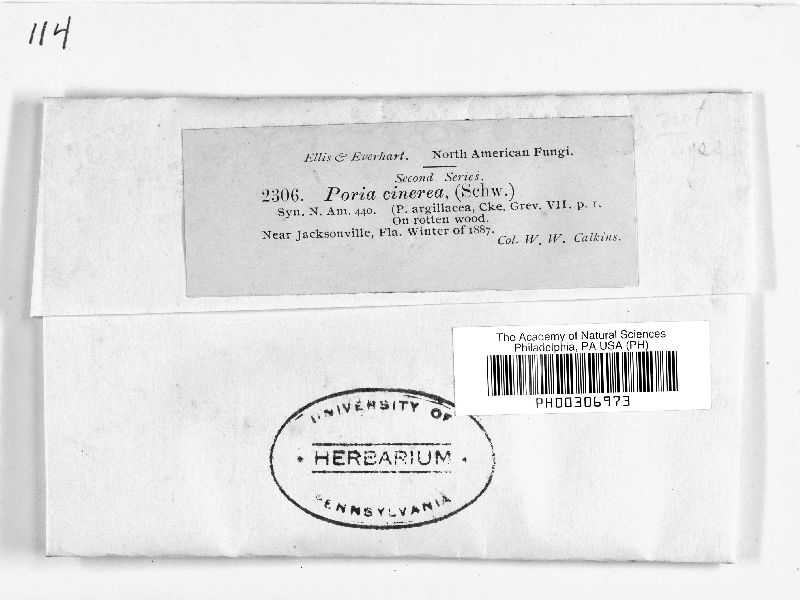 114
Ellis & Everhart. North American Fungi.
Second Series.
2306. Poria cinerea, (Schw.)
Syn. N. Am. 440. (P. argillacea, Cke. Grev. VII. p. 1.
On rotten wood.
Near Jacksonville, Fla. Winter of 1887.
Col. W. W. Calkins.
The Academy of Natural Sciences
Philadelphia, PA USA (PH)
PH00306973
UNIVERSITY OF
HERBARIUM
PENNSYLVANIA